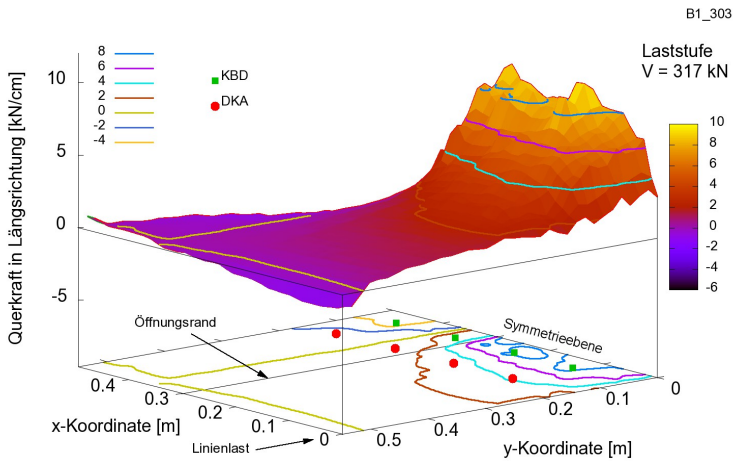 B1_303
Laststufe
V = 317 kN
8
6
4
2
0
-2
-4
KBD
DKA
Querkraft in Längsrichtung [kN/cm]
10
5
0
-5
10
8
6
4
2
0
-2
-4
-6
Öffnungsrand
Symmetrieebene
0.4
0.3
0.2
0.1
0
x-Koordinate [m]
Linienlast
0.5
0.4
0.3
0.2
0.1
0
y-Koordinate [m]